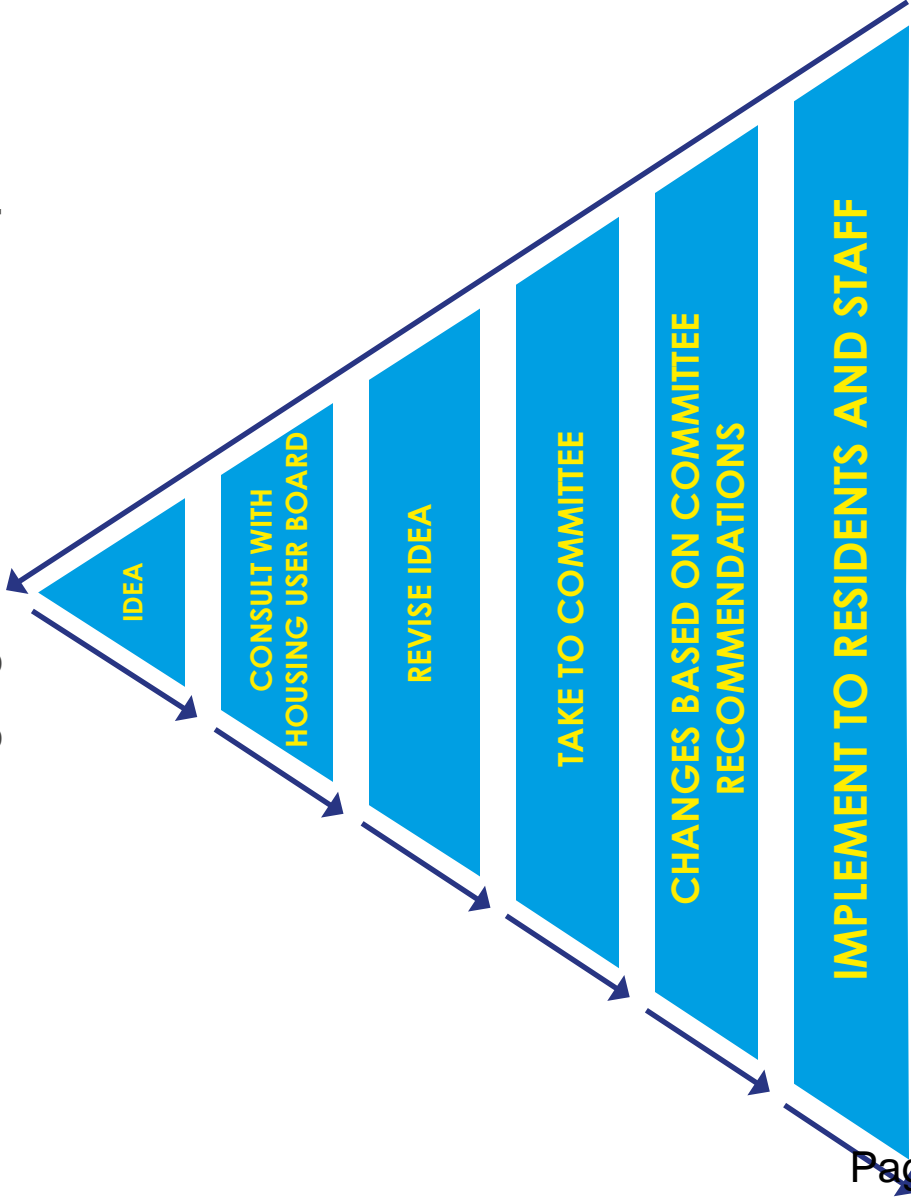 IDEA
CONSULT WITH
HOUSING USER BOARD
REVISE IDEA
TAKE TO COMMITTEE
CHANGES BASED ON COMMITTEE
RECOMMENDATIONS
IMPLEMENT TO RESIDENTS AND STAFF
Pag